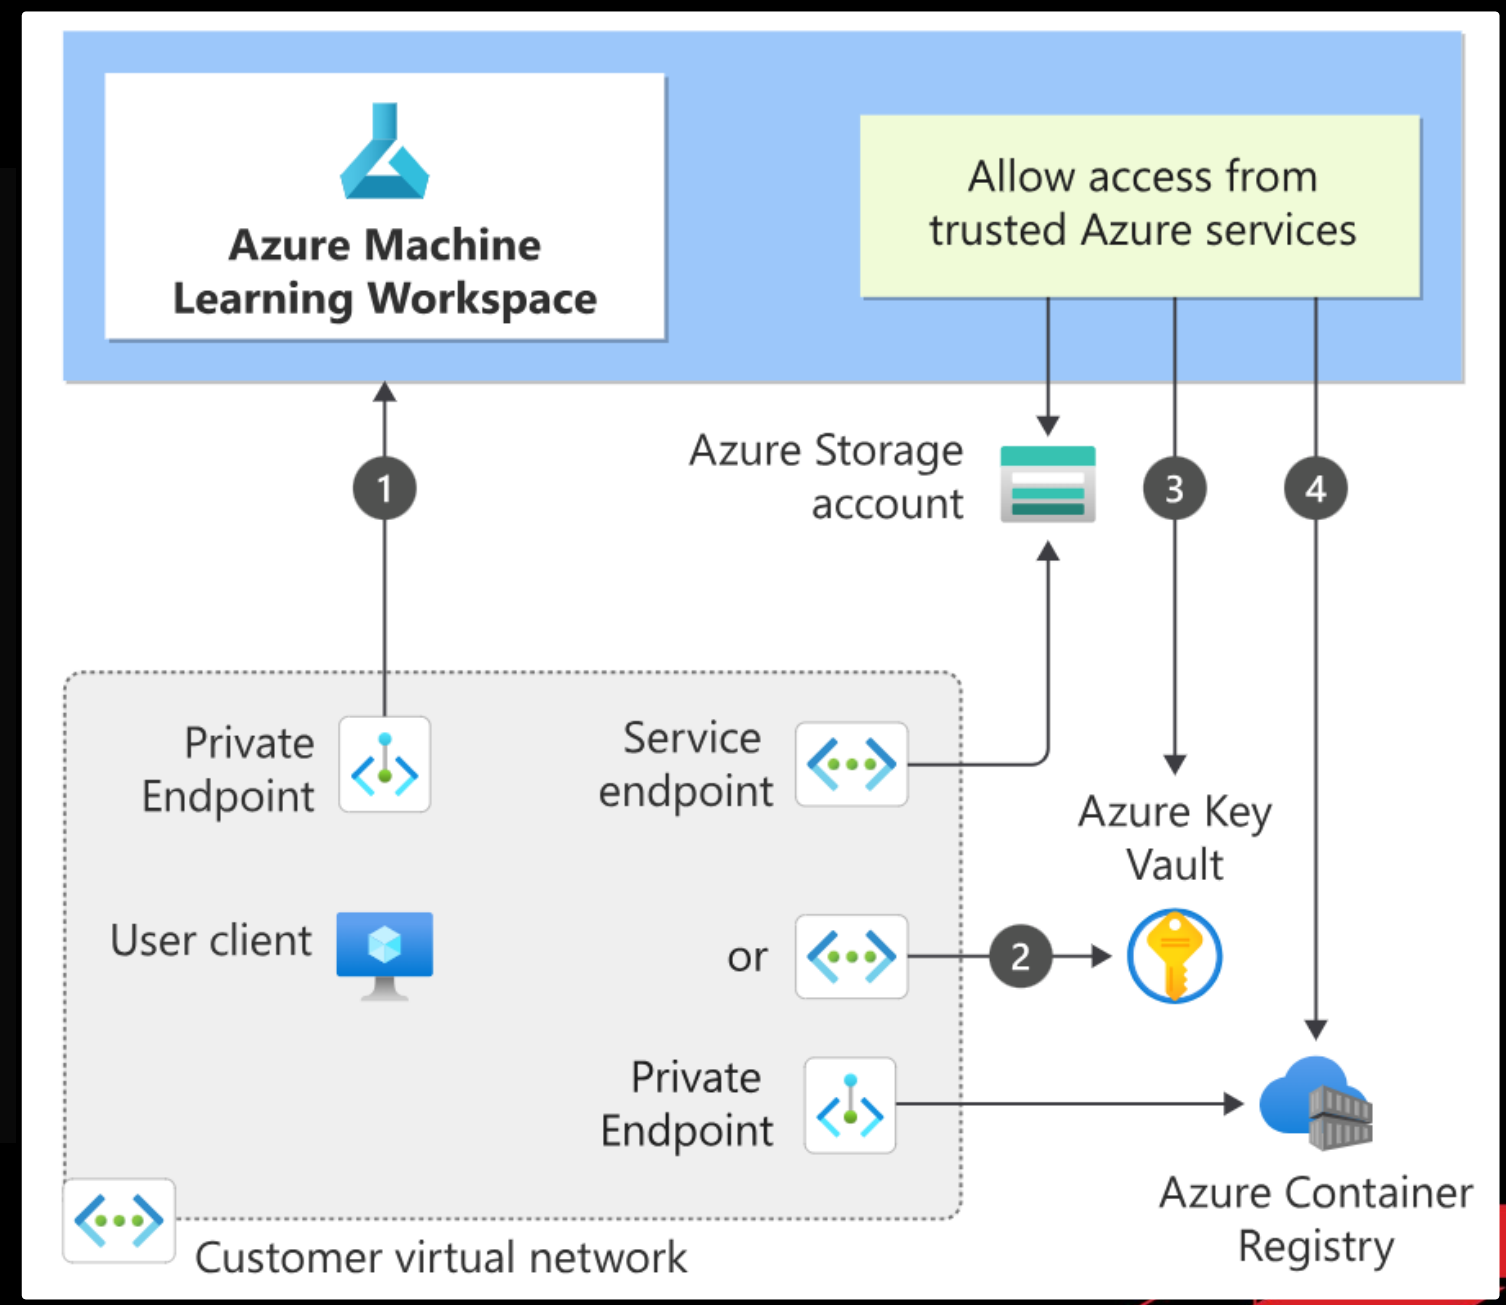 Azure Machine
Learning Workspace
Allow access from
trusted Azure services
Azure Storage
account
1
3
4
Private
Endpoint
Service
endpoint
Azure Key
Vault
User client
or
2
Private
Endpoint
Azure Container
Registry
Customer virtual network